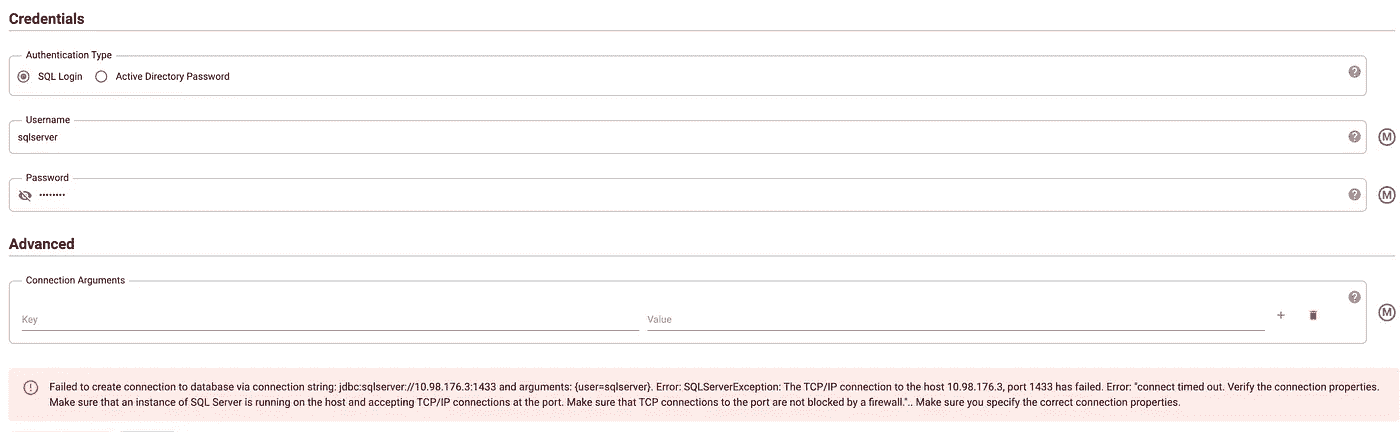 Credentials
Authentication Type
SQL Login Active Directory Password
Username
sqlserver
M
Password
••••••••
M
Advanced
Connection Arguments
Key Value
M
Failed to create connection to database via connection string: jdbc:sqlserver://10.98.176.3:1433 and arguments: {user=sqlserver}. Error: SQLServerException: The TCP/IP connection to the host 10.98.176.3, port 1433 has failed. Error: "connect timed out. Verify the connection properties.
Make sure that an instance of SQL Server is running on the host and accepting TCP/IP connections at the port. Make sure that TCP connections to the port are not blocked by a firewall.".. Make sure you specify the correct connection properties.